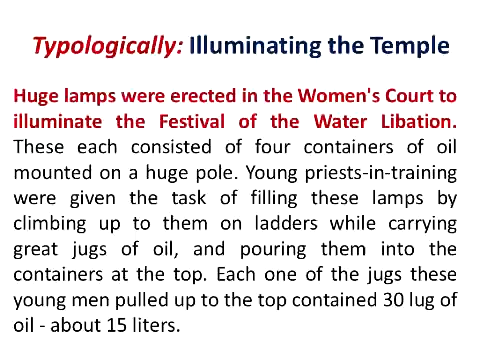 Typologically: Illuminating the Temple
Huge lamps were erected in the Women's Court to
illuminate the Festival of the Water Libation.
These each consisted of four containers of oil
mounted on a huge pole. Young priests-in-training
were given the task of filling these lamps by
climbing up to them on ladders while carrying
great jugs of oil, and pouring them into the
containers at the top. Each one of the jugs these
young men pulled up to the top contained 30 lug of
oil - about 15 liters.